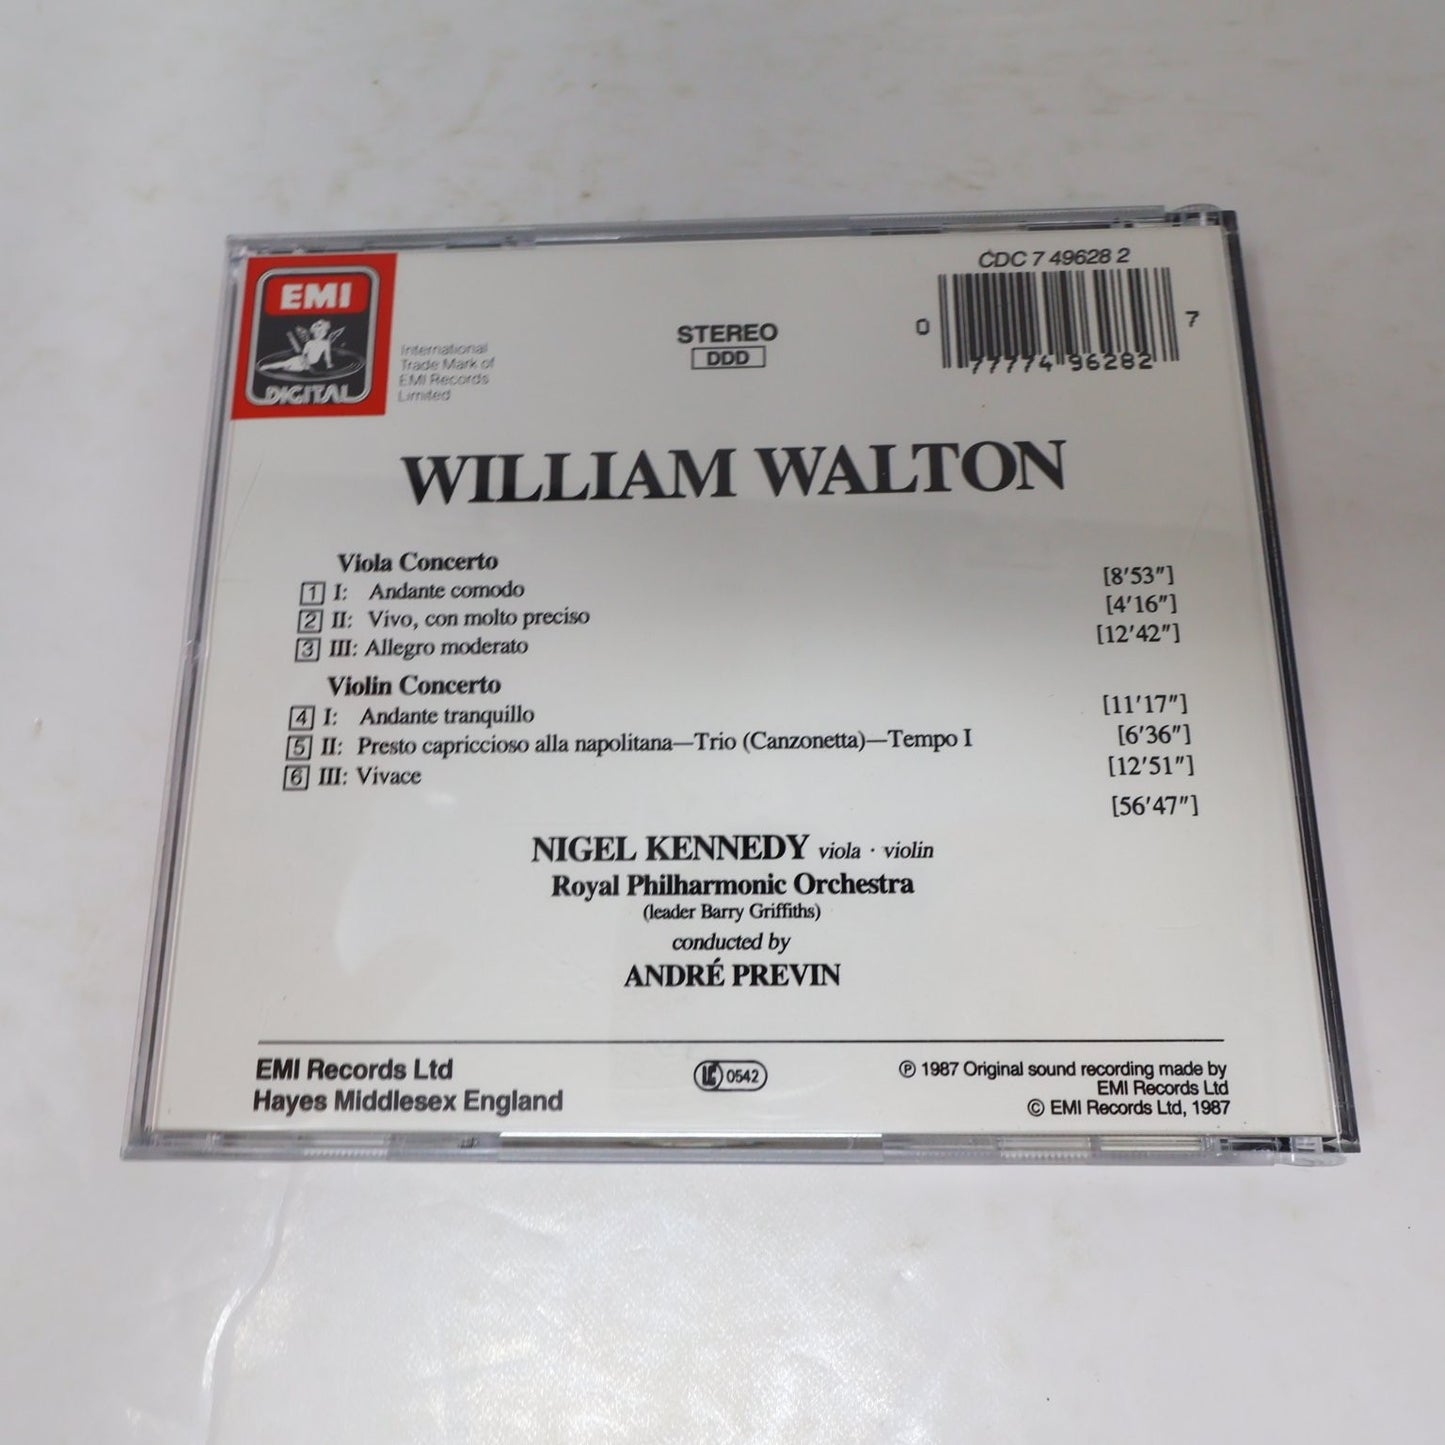 EMI
DIGITAL
International
Trade Mark of
EMI Records
Limited
STEREO
DDD
CDC 7 49628 2
0 77774 96282 7
WILLIAM WALTON
Viola Concerto
1 I: Andante comodo [8'53"]
2 II: Vivo, con molto preciso [4'16"]
3 III: Allegro moderato [12'42"]
Violin Concerto
4 I: Andante tranquillo [11'17"]
5 II: Presto capriccioso alla napolitana—Trio (Canzonetta)—Tempo I [6'36"]
6 III: Vivace [12'51"]
[56'47"]
NIGEL KENNEDY viola · violin
Royal Philharmonic Orchestra
(leader Barry Griffiths)
conducted by
ANDRÉ PREVIN
EMI Records Ltd
Hayes Middlesex England
LC 0542
℗ 1987 Original sound recording made by
EMI Records Ltd
© EMI Records Ltd, 1987